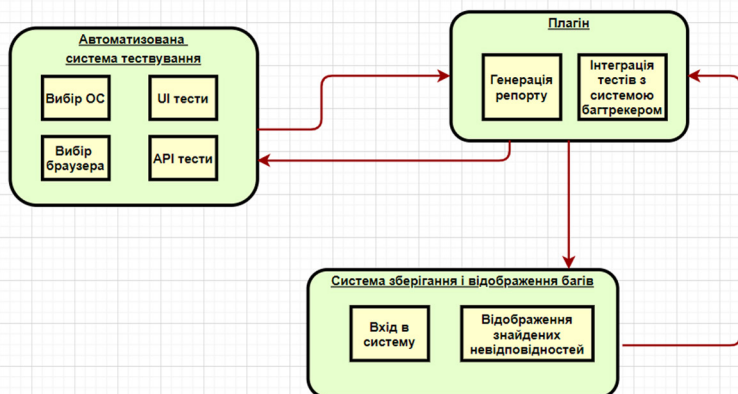 Автоматизована
система тествування
Вибір ОС
UI тести
Вибір
браузера
API тести
Плагін
Генерація
репорту
Інтеграція
тестів з
системою
багтрекером
Система зберігання і відображення багів
Вхід в
систему
Відображення
знайдених
невідповідностей